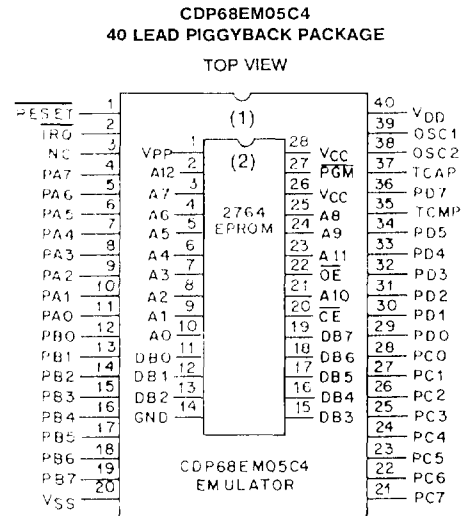 CDP68EM05C4
40 LEAD PIGGYBACK PACKAGE
TOP VIEW
RESET 1
IRQ 2
NC 3
PA7 4
PA6 5
PA5 6
PA4 7
PA3 8
PA2 9
PA1 10
PA0 11
PB0 12
PB1 13
PB2 14
PB3 15
PB4 16
PB5 17
PB6 18
PB7 19
VSS 20
(1)
VPP 1
A12 2
A7 3
A6 4
A5 5
A4 6
A3 7
A2 8
A1 9
A0 10
DB0 11
DB1 12
DB2 13
GND 14
(2)
2764
EPROM
28 VCC
27 PGM
26 VCC
25 A8
24 A9
23 A11
22 OE
21 A10
20 CE
19 DB7
18 DB6
17 DB5
16 DB4
15 DB3
CDP68EM05C4
EMULATOR
40 VDD
39 OSC1
38 OSC2
37 TCAP
36 PD7
35 TCMP
34 PD5
33 PD4
32 PD3
31 PD2
30 PD1
29 PD0
28 PC0
27 PC1
26 PC2
25 PC3
24 PC4
23 PC5
22 PC6
21 PC7